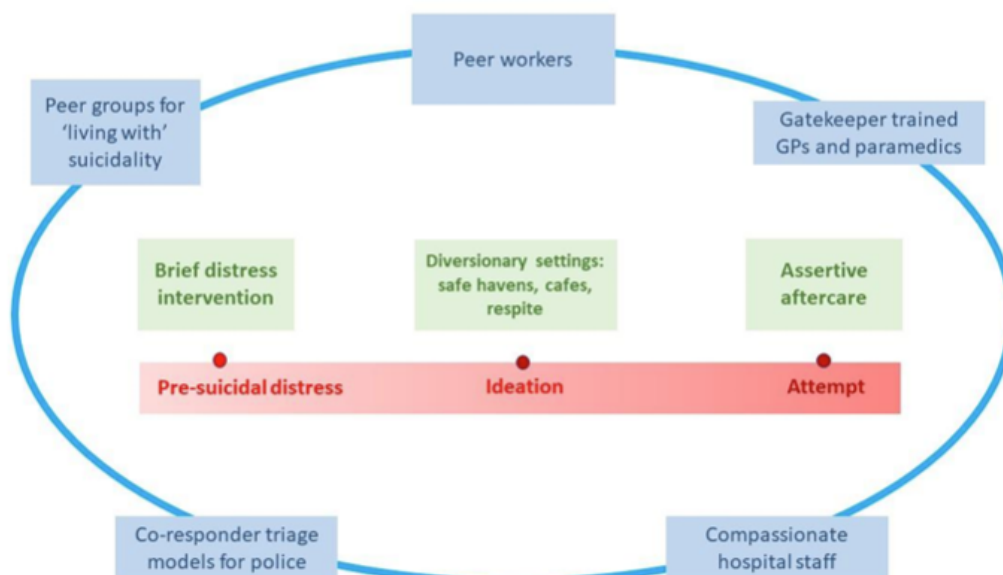 Peer workers
Peer groups for
‘living with’
suicidality
Gatekeeper trained
GPs and paramedics
Brief distress
intervention
Diversionary settings:
safe havens, cafes,
respite
Assertive
aftercare
Pre-suicidal distress
Ideation
Attempt
Co-responder triage
models for police
Compassionate
hospital staff